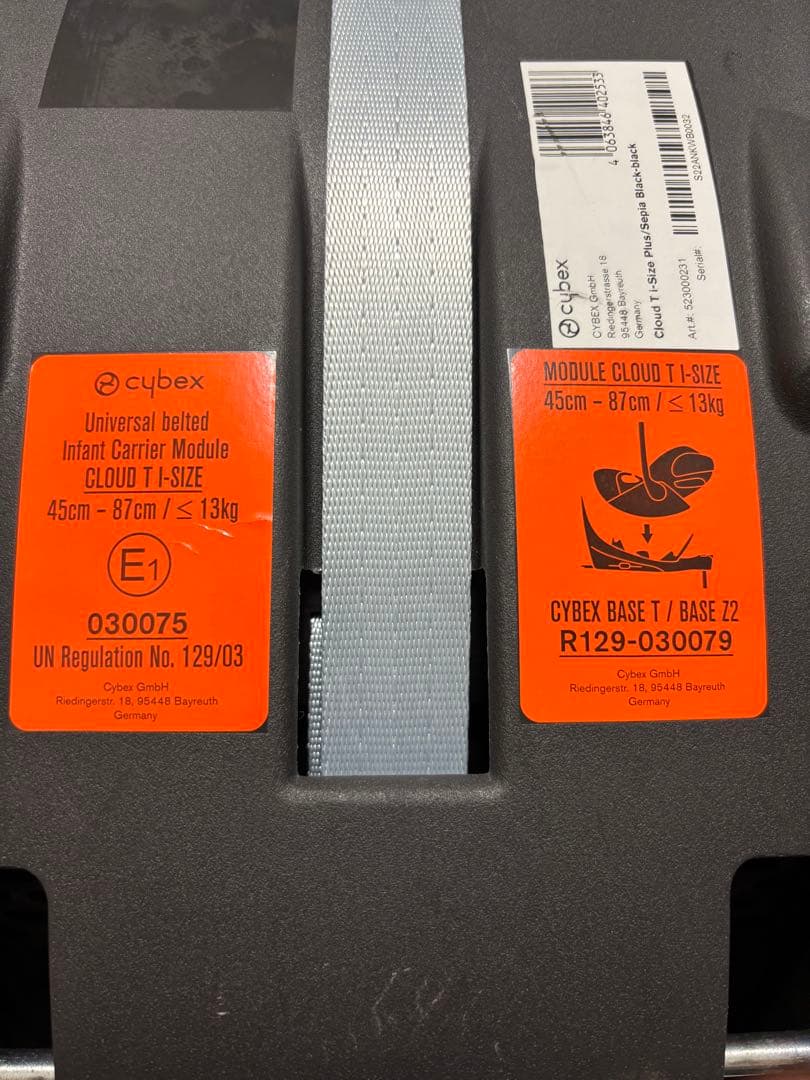 cybex
Universal belted
Infant Carrier Module
CLOUD T I-SIZE
45cm – 87cm / ≤ 13kg
E1
030075
UN Regulation No. 129/03
Cybex GmbH
Riedingerstr. 18, 95448 Bayreuth
Germany
4 063846 402533
cybex
CYBEX GmbH
Riedingerstrasse 18
95448 Bayreuth
Germany
Cloud T i-Size Plus/Sepia Black-black
Art.#: 523000231
Serial#:
S22ANKWB0032
MODULE CLOUD T I-SIZE
45cm – 87cm / ≤ 13kg
CYBEX BASE T / BASE Z2
R129-030079
Cybex GmbH
Riedingerstr. 18, 95448 Bayreuth
Germany